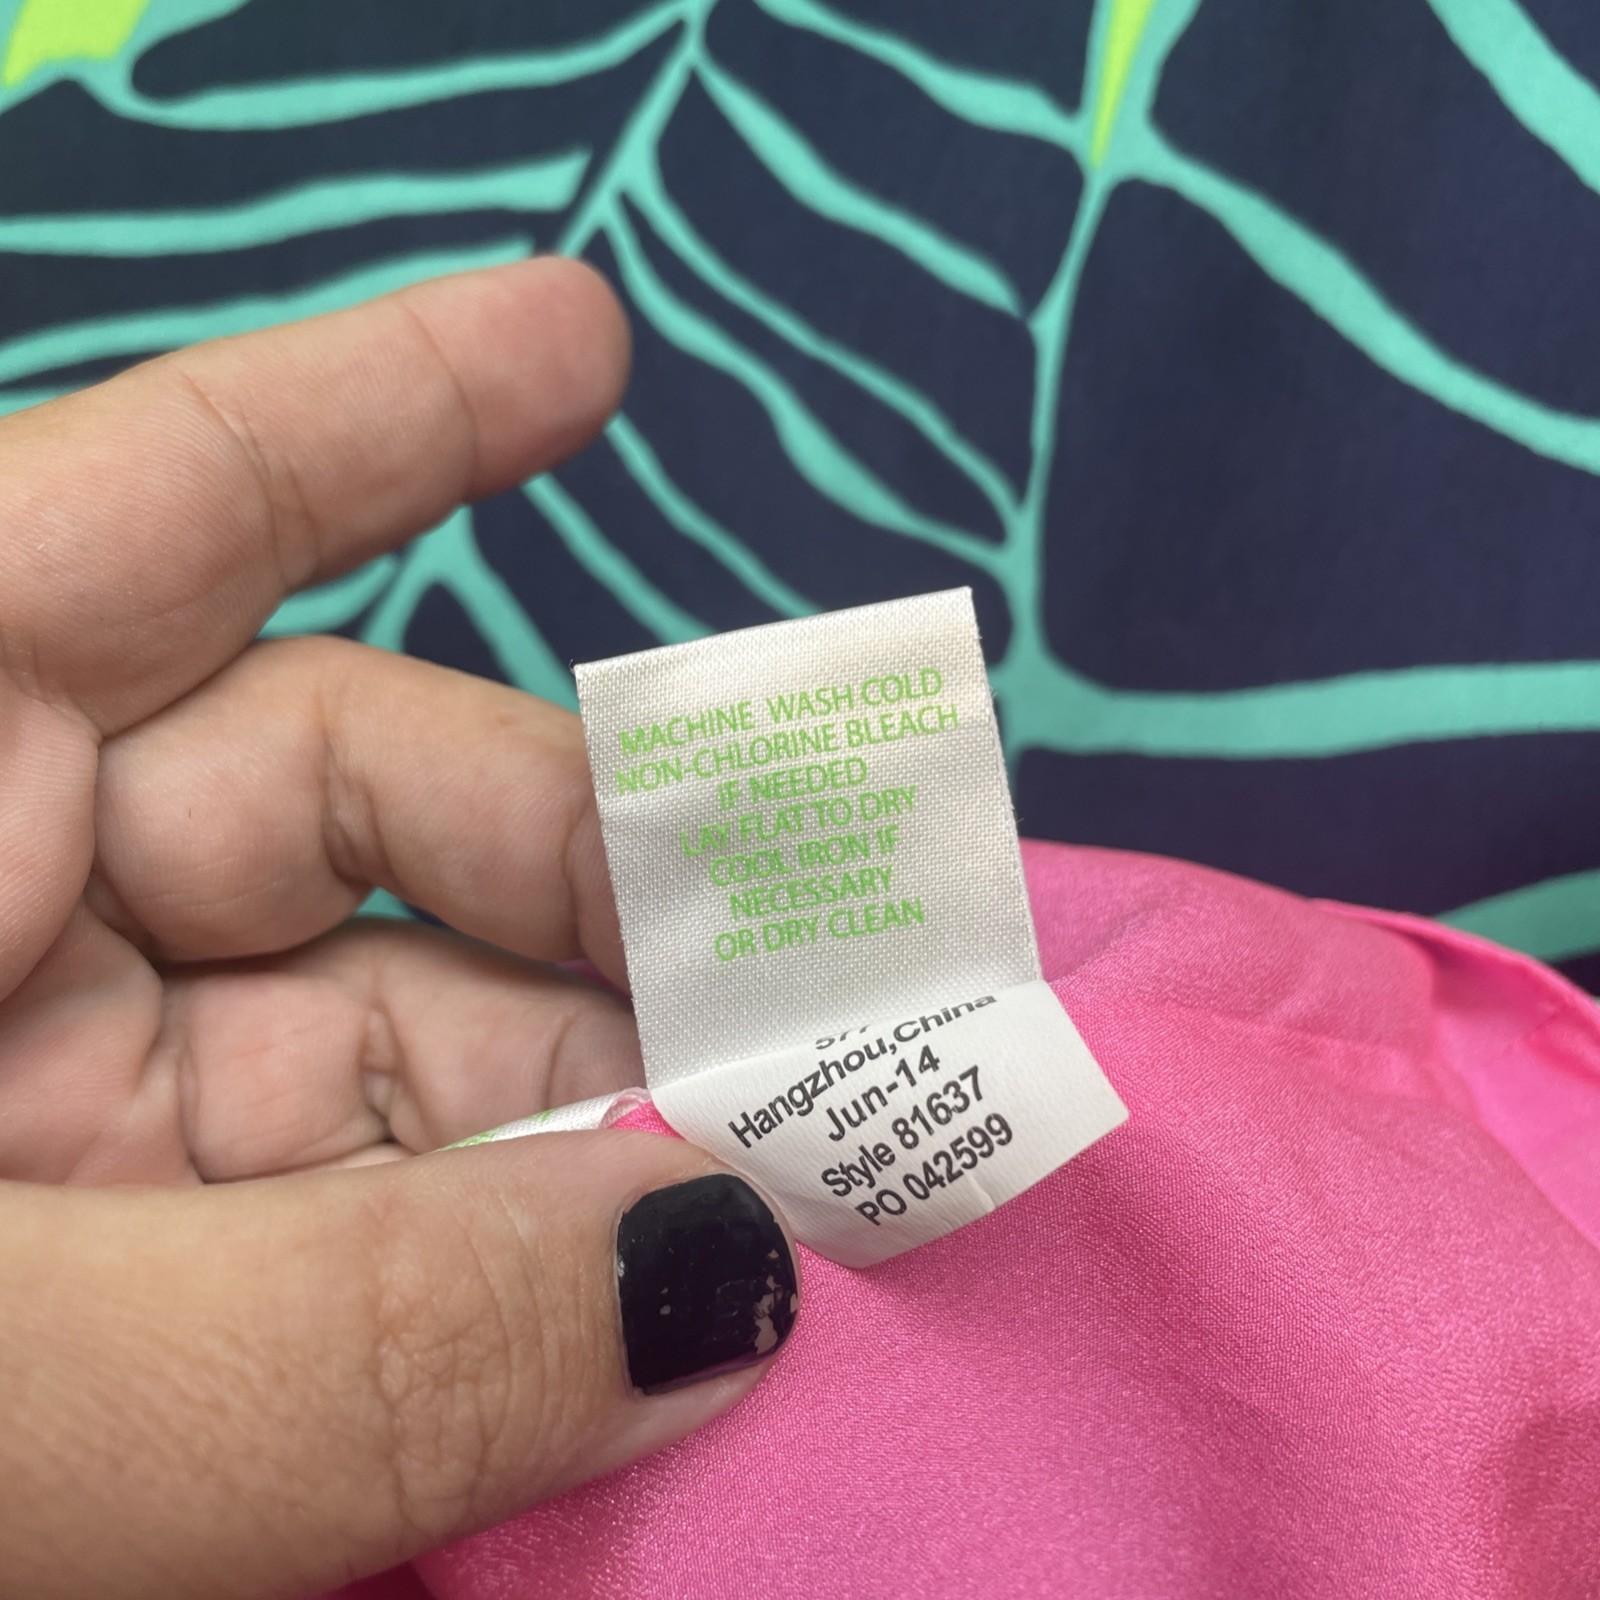 MACHINE WASH COLD
NON-CHLORINE BLEACH
IF NEEDED
LAY FLAT TO DRY
COOL IRON IF
NECESSARY
OR DRY CLEAN
Hangzhou,China
Jun-14
Style 81637
PO 042599